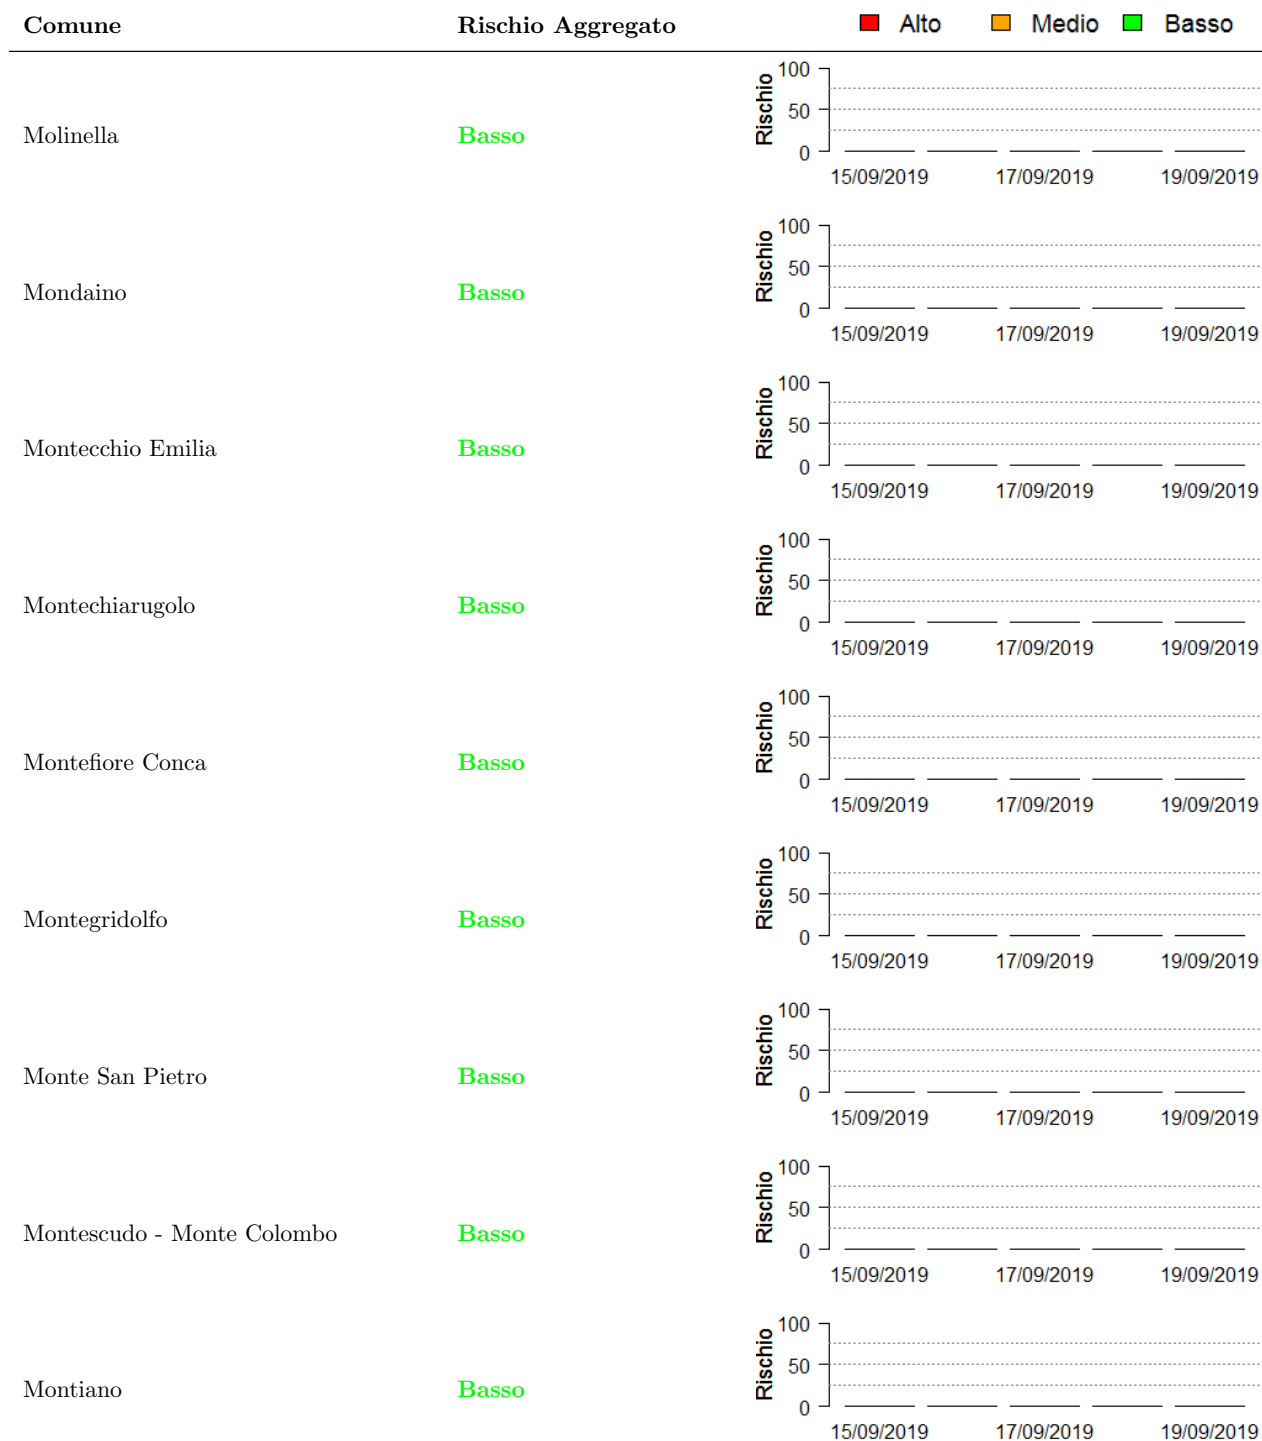 Comune Rischio Aggregato Alto Medio Basso
100
50
0
Rischio
Molinella Basso
15/09/2019 17/09/2019 19/09/2019
100
50
0
Rischio
Mondaino Basso
15/09/2019 17/09/2019 19/09/2019
100
50
0
Rischio
Montecchio Emilia Basso
15/09/2019 17/09/2019 19/09/2019
100
50
0
Rischio
Montechiarugolo Basso
15/09/2019 17/09/2019 19/09/2019
100
50
0
Rischio
Montefiore Conca Basso
15/09/2019 17/09/2019 19/09/2019
100
50
0
Rischio
Montegridolfo Basso
15/09/2019 17/09/2019 19/09/2019
100
50
0
Rischio
Monte San Pietro Basso
15/09/2019 17/09/2019 19/09/2019
100
50
0
Rischio
Montescudo - Monte Colombo Basso
15/09/2019 17/09/2019 19/09/2019
100
50
0
Rischio
Montiano Basso
15/09/2019 17/09/2019 19/09/2019